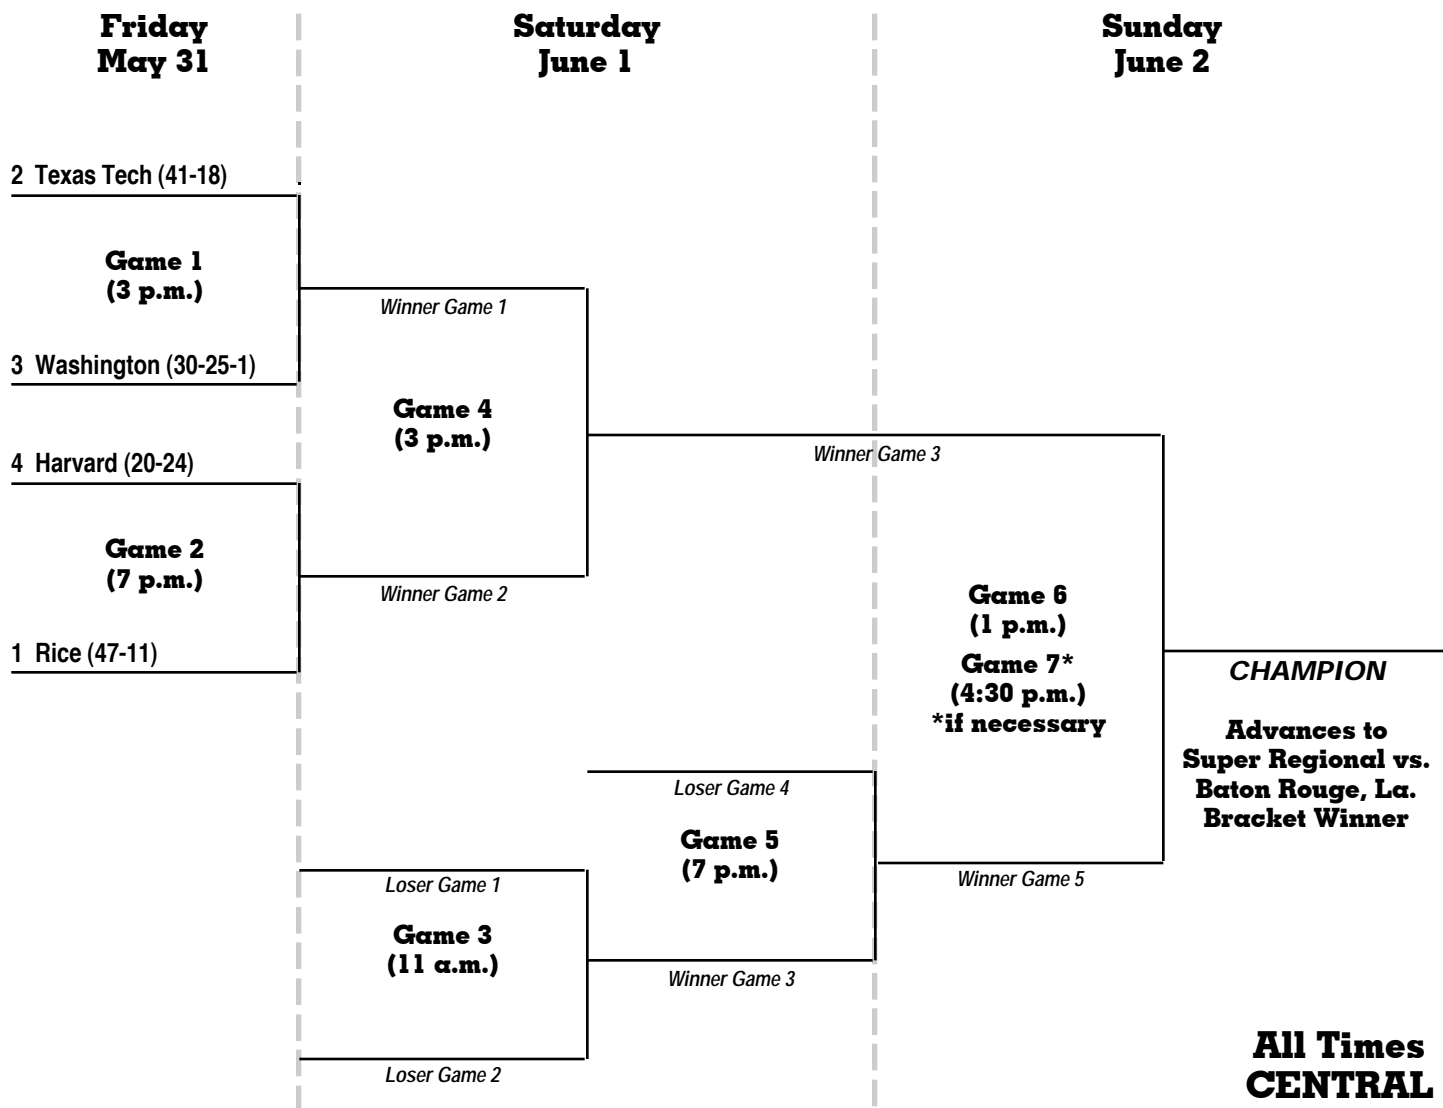 Friday
May 31
Saturday
June 1
Sunday
June 2
2 Texas Tech (41-18)
Game 1
(3 p.m.)
3 Washington (30-25-1)
4 Harvard (20-24)
Game 2
(7 p.m.)
1 Rice (47-11)
Winner Game 1
Game 4
(3 p.m.)
Winner Game 2
Loser Game 1
Game 3
(11 a.m.)
Loser Game 2
Winner Game 3
Loser Game 4
Game 5
(7 p.m.)
Winner Game 3
Game 6
(1 p.m.)
Game 7*
(4:30 p.m.)
*if necessary
Winner Game 5
CHAMPION
Advances to
Super Regional vs.
Baton Rouge, La.
Bracket Winner
All Times
CENTRAL